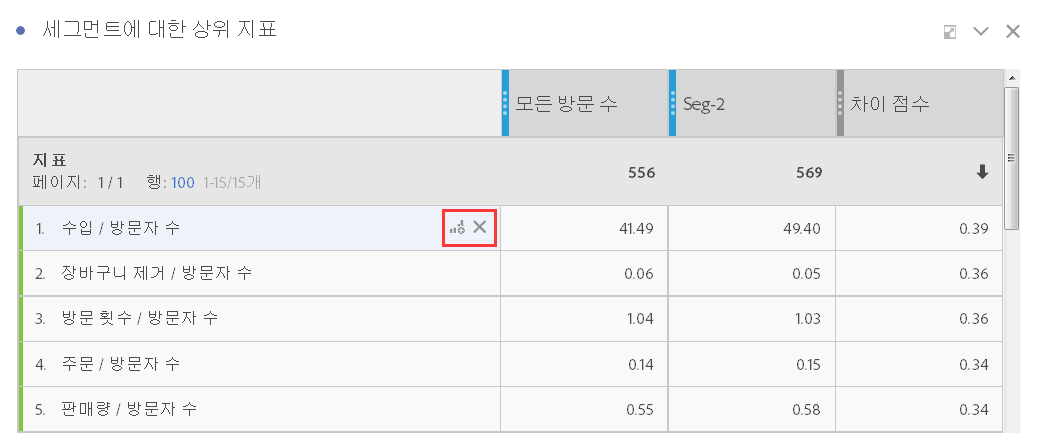 세그먼트에 대한 상위 지표
모든 방문 수 Seg-2 차이 점수
지표
페이지: 1 / 1 행: 100 1-15/15개 556 569
1. 수입 / 방문자 수 41.49 49.40 0.39
2. 장바구니 제거 / 방문자 수 0.06 0.05 0.36
3. 방문 횟수 / 방문자 수 1.04 1.03 0.36
4. 주문 / 방문자 수 0.14 0.15 0.34
5. 판매량 / 방문자 수 0.55 0.58 0.34